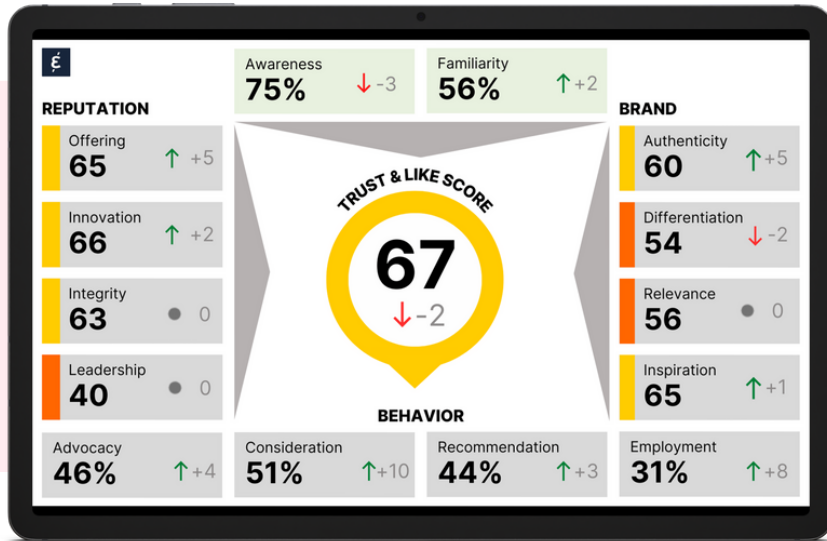 έ
Awareness
75% ↓ -3
Familiarity
56% ↑ +2
REPUTATION
Offering
65 ↑ +5
Innovation
66 ↑ +2
Integrity
63 ● 0
Leadership
40 ● 0
TRUST & LIKE SCORE
67
↓ -2
BRAND
Authenticity
60 ↑ +5
Differentiation
54 ↓ -2
Relevance
56 ● 0
Inspiration
65 ↑ +1
BEHAVIOR
Advocacy
46% ↑ +4
Consideration
51% ↑ +10
Recommendation
44% ↑ +3
Employment
31% ↑ +8